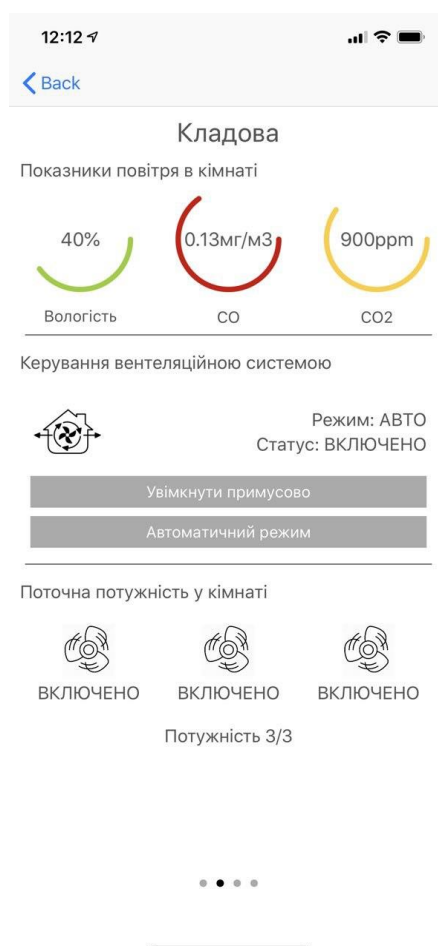 12:12
Back
Кладова
Показники повітря в кімнаті
40% 0.13мг/м3 900ppm
Вологість CO CO2
Керування вентеляційною системою
Режим: АВТО
Статус: ВКЛЮЧЕНО
Увімкнути примусово
Автоматичний режим
Поточна потужність у кімнаті
ВКЛЮЧЕНО ВКЛЮЧЕНО ВКЛЮЧЕНО
Потужність 3/3